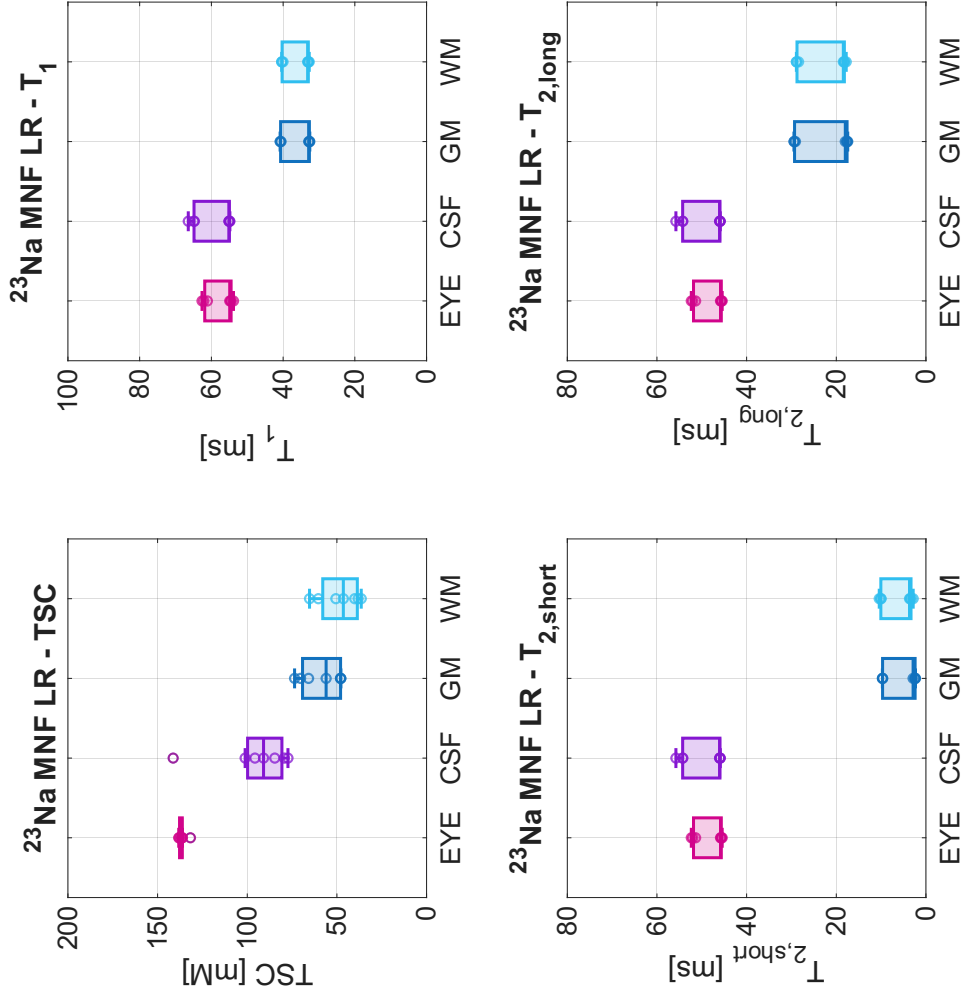 ²³Na MNF LR - TSC
200
150
100
50
0
TSC [mM]
EYE CSF GM WM
²³Na MNF LR - T₁
100
80
60
40
20
0
T₁ [ms]
EYE CSF GM WM
²³Na MNF LR - T₂,short
80
60
40
20
0
T₂,short [ms]
EYE CSF GM WM
²³Na MNF LR - T₂,long
80
60
40
20
0
T₂,long [ms]
EYE CSF GM WM